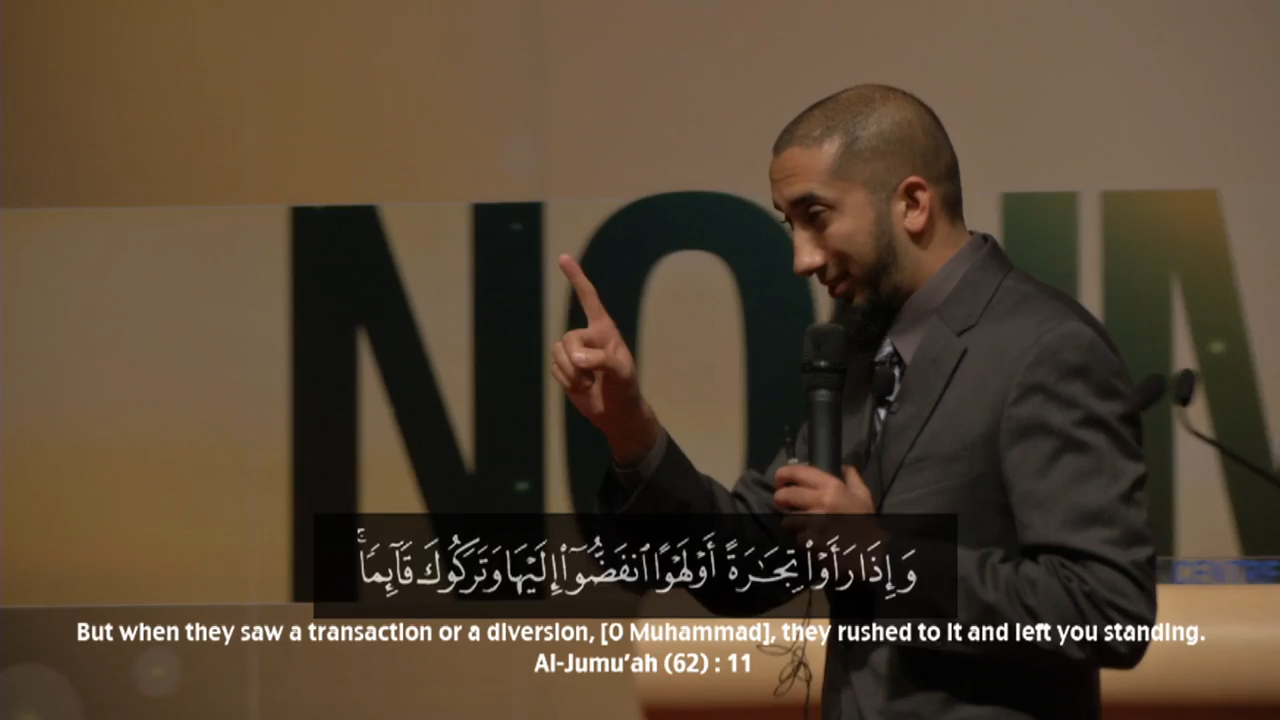 NO IM
وَإِذَا رَأَوْا۟ تِجَـٰرَةً أَوْ لَهْوًا ٱنفَضُّوٓا۟ إِلَيْهَا وَتَرَكُوكَ قَآئِمًا ۚ
But when they saw a transaction or a diversion, [O Muhammad], they rushed to it and left you standing.
Al-Jumu'ah (62) : 11